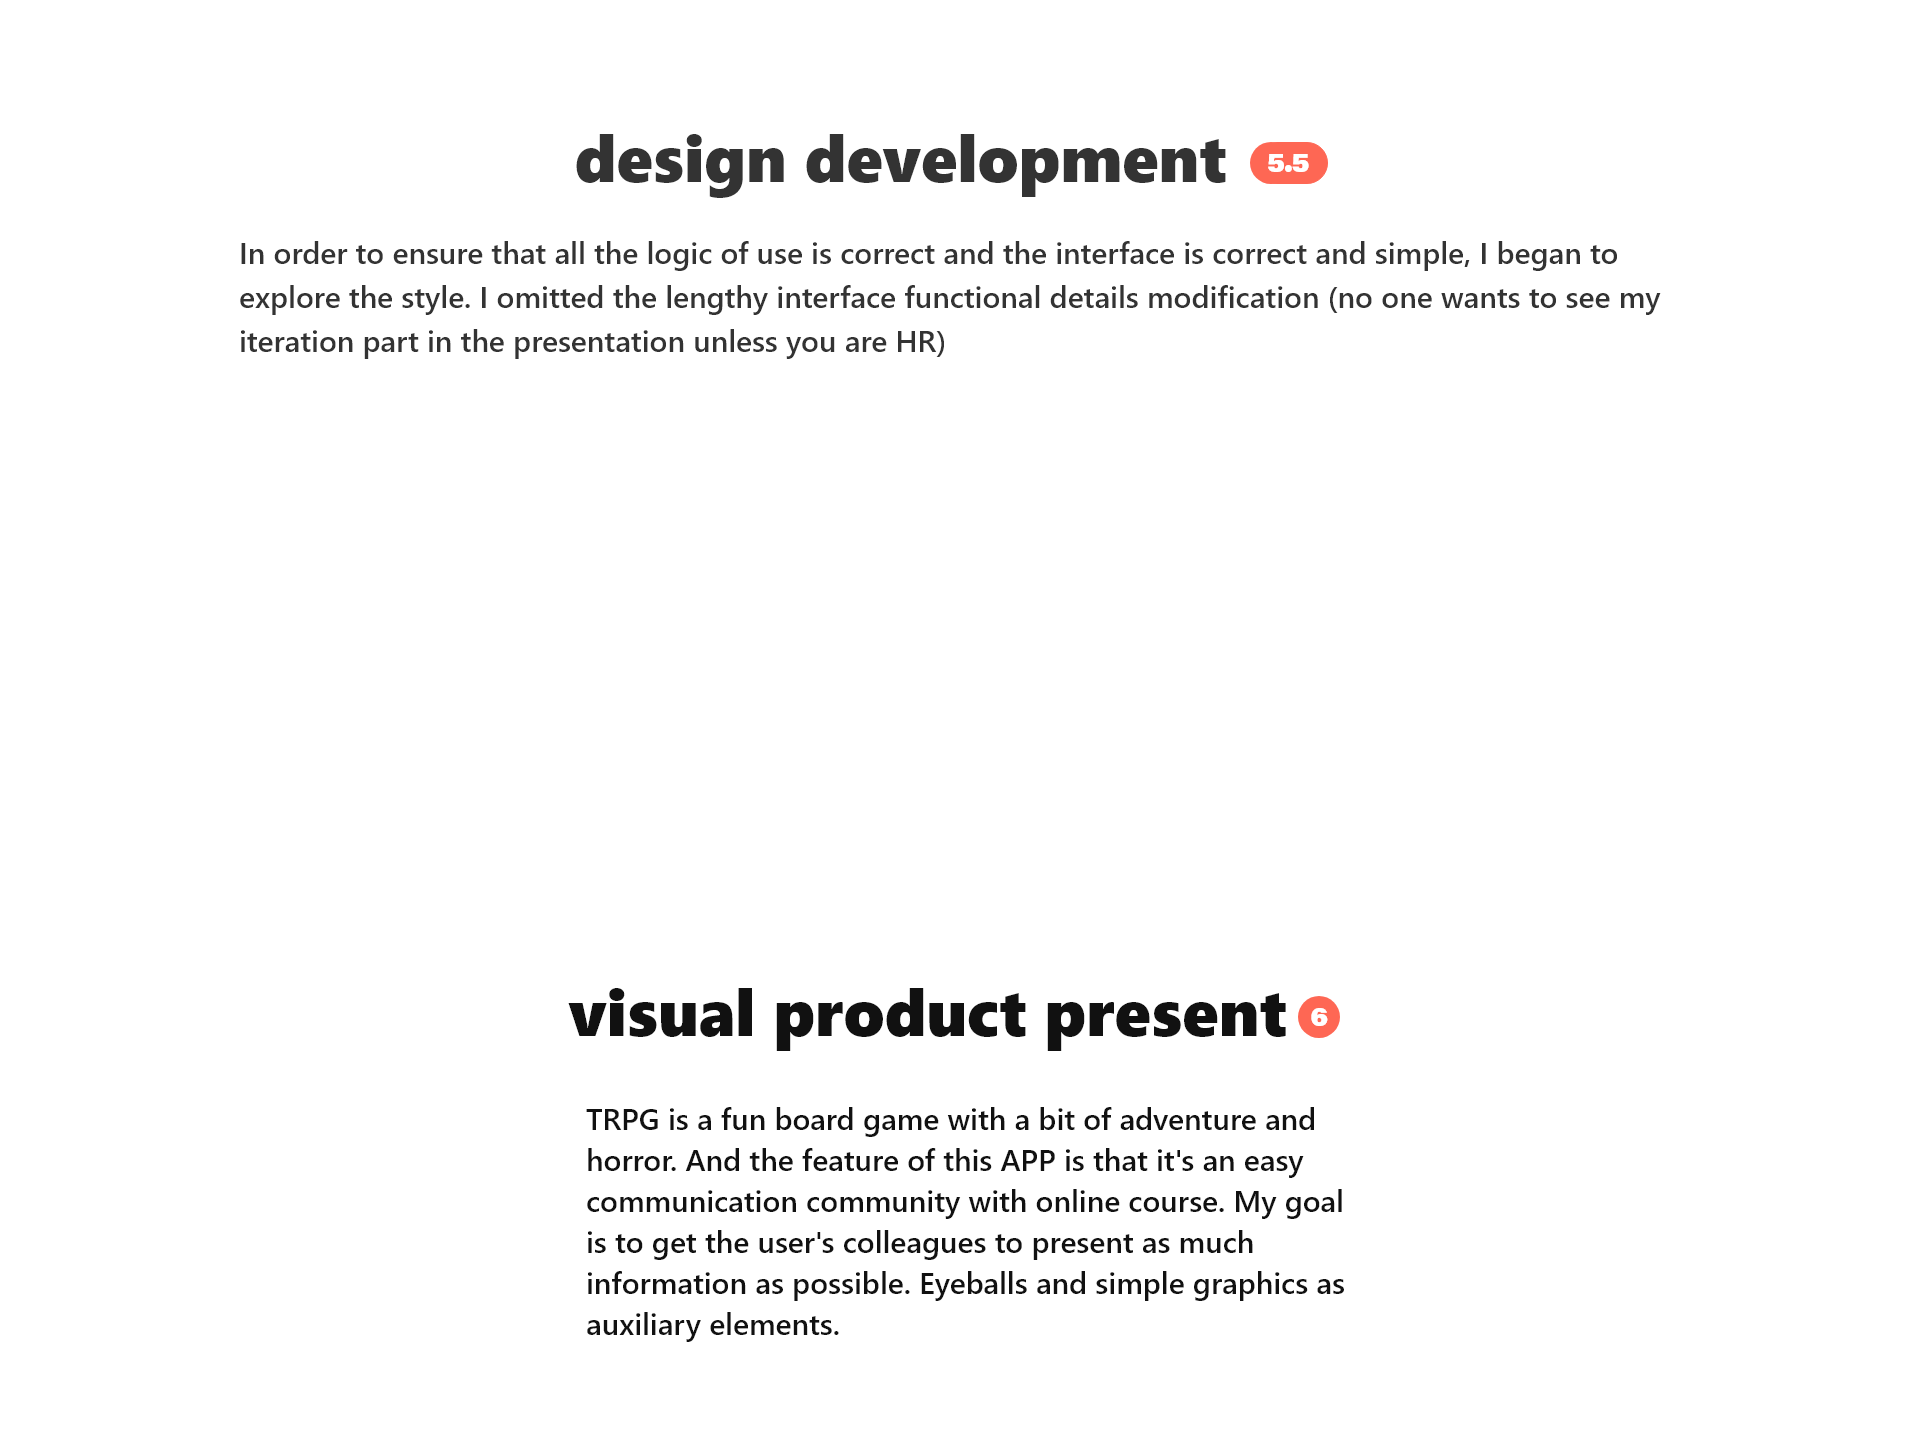 design development 5.5
In order to ensure that all the logic of use is correct and the interface is correct and simple, I began to
explore the style. I omitted the lengthy interface functional details modification (no one wants to see my
iteration part in the presentation unless you are HR)
visual product present 6
TRPG is a fun board game with a bit of adventure and
horror. And the feature of this APP is that it's an easy
communication community with online course. My goal
is to get the user's colleagues to present as much
information as possible. Eyeballs and simple graphics as
auxiliary elements.